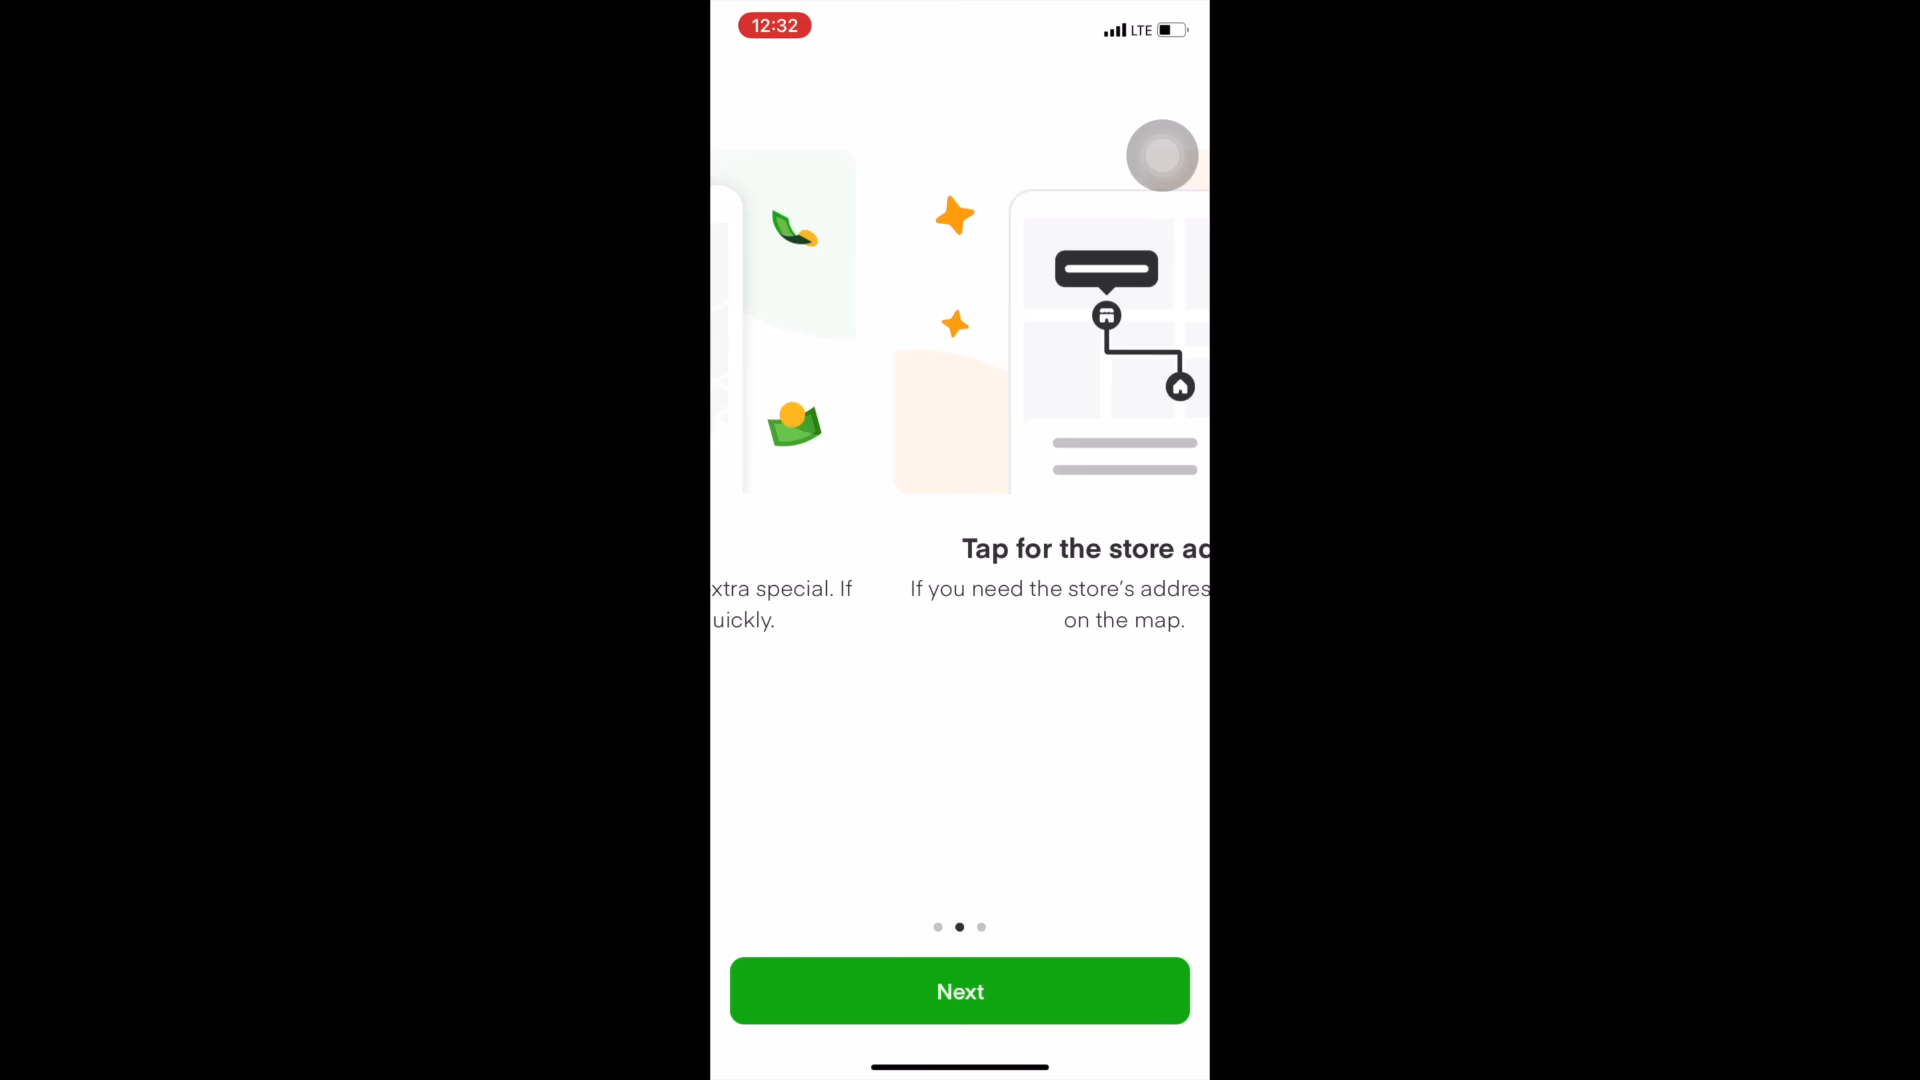 12:32
LTE
Tap for the store
xtra special. If
uickly.
If you need the store's addres
on the map.
Next